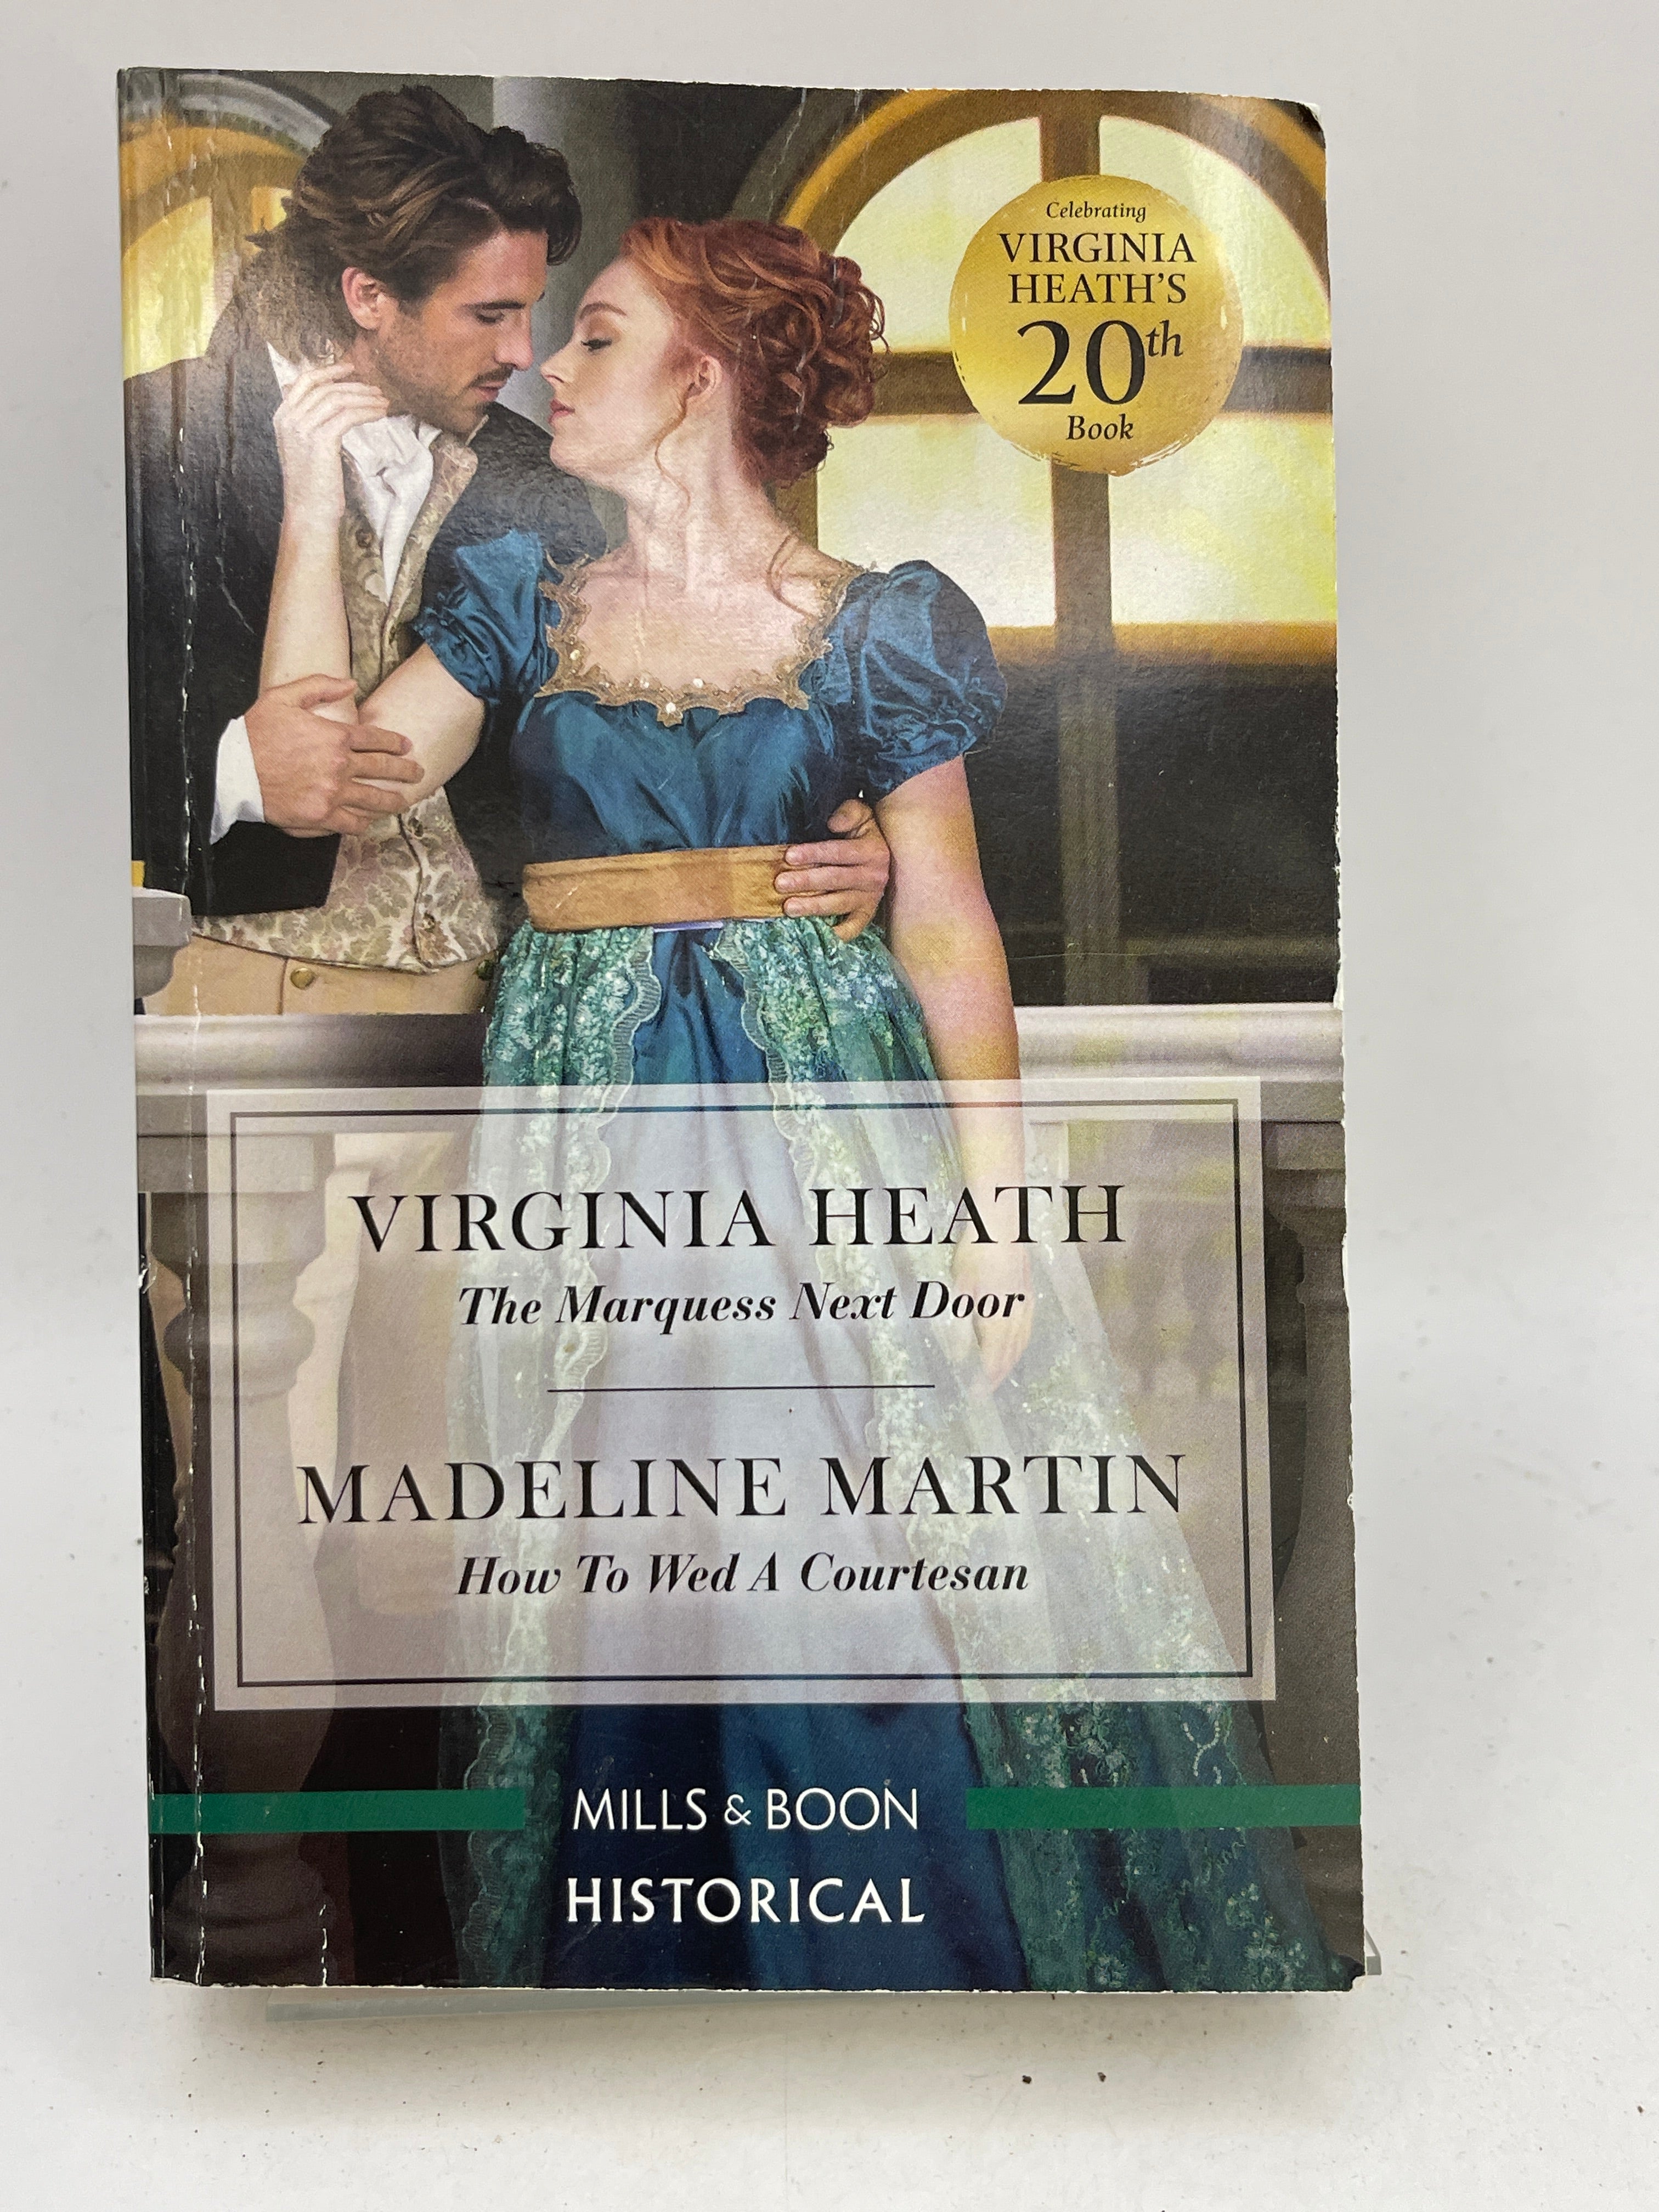 Celebrating
VIRGINIA
HEATH'S
20th
Book
VIRGINIA HEATH
The Marquess Next Door
MADELINE MARTIN
How To Wed A Courtesan
MILLS & BOON
HISTORICAL